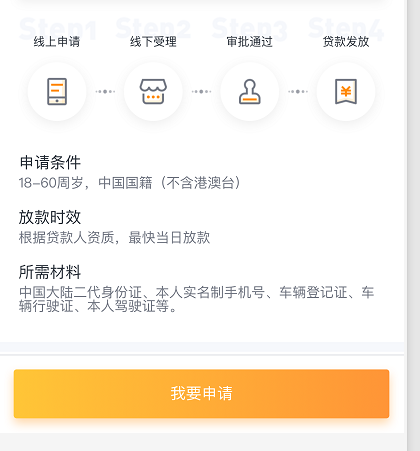 Step1 Step2 Step3 Step4
线上申请 线下受理 审批通过 贷款发放
申请条件
18-60周岁，中国国籍（不含港澳台）
放款时效
根据贷款人资质，最快当日放款
所需材料
中国大陆二代身份证、本人实名制手机号、车辆登记证、车
辆行驶证、本人驾驶证等。
我要申请